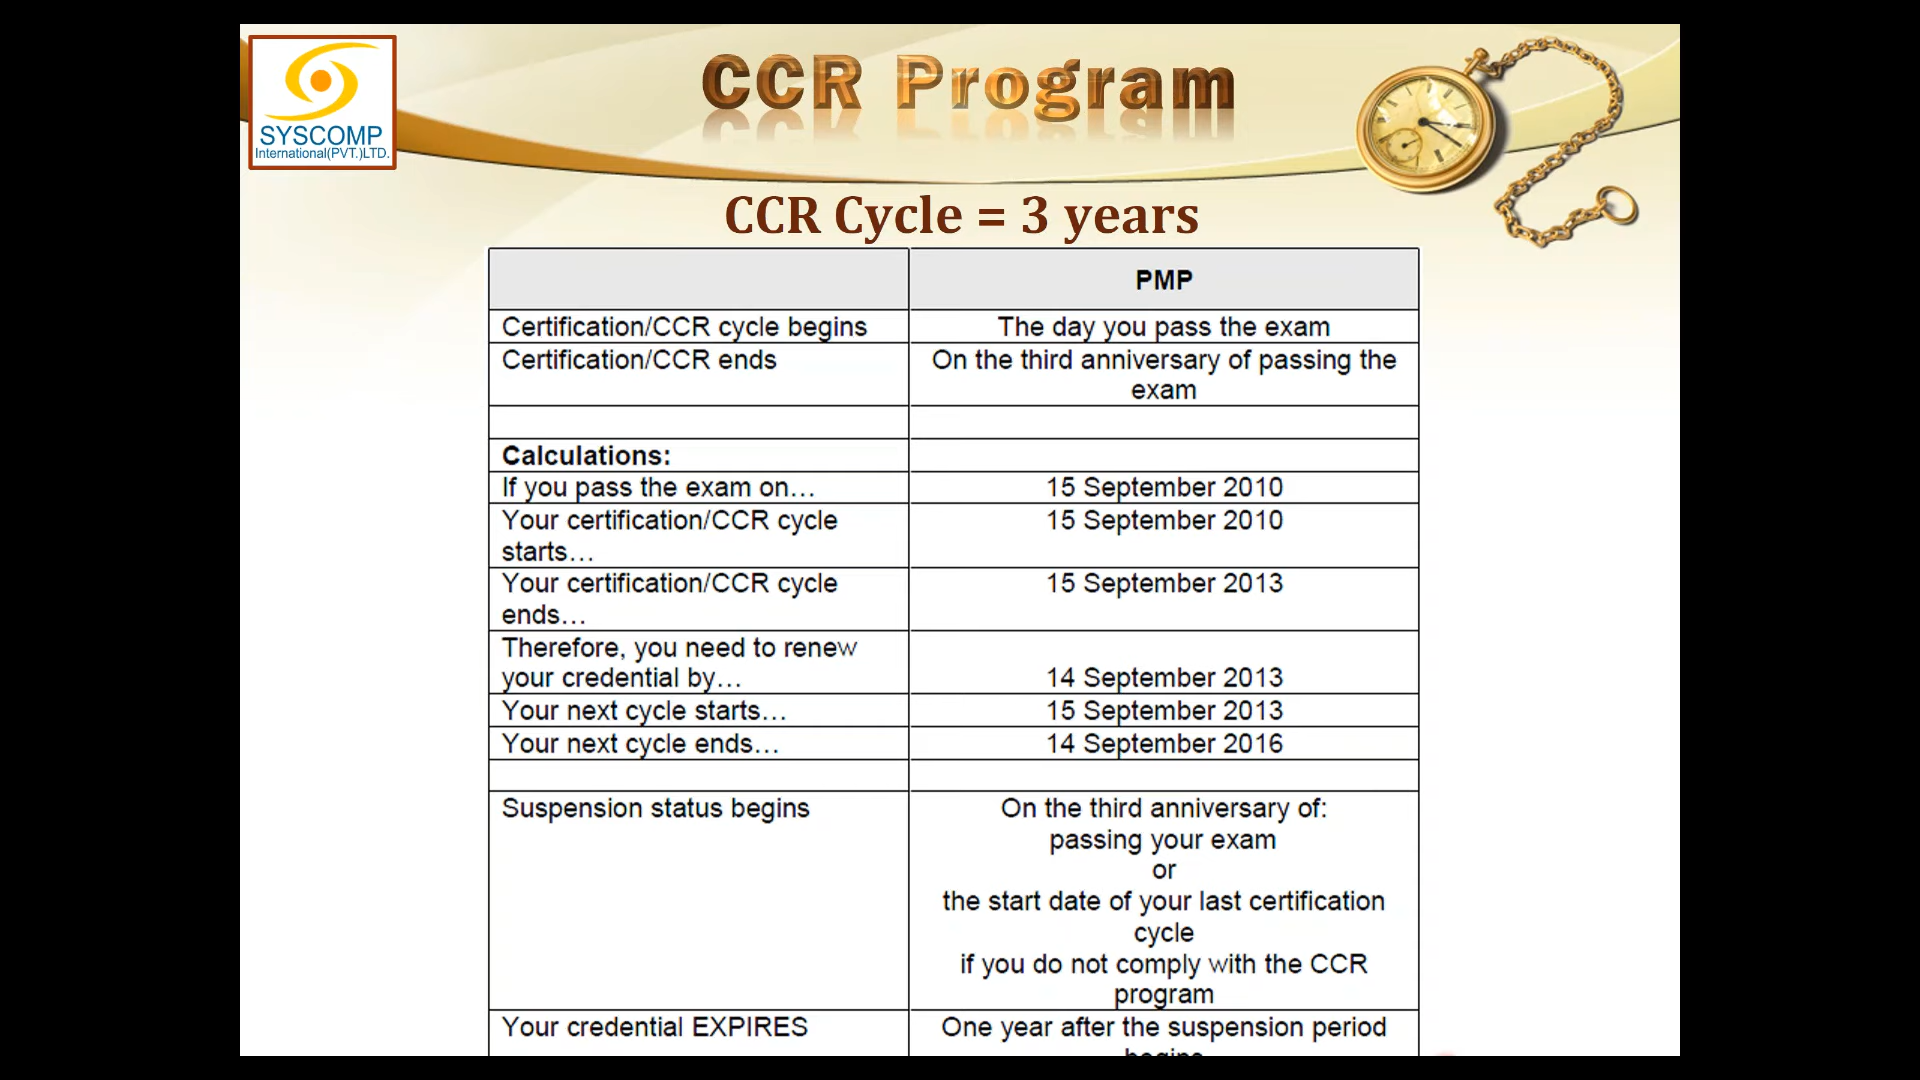 SYSCOMP
International(PVT.)LTD.
CCR Program
CCR Cycle = 3 years
PMP
Certification/CCR cycle begins
The day you pass the exam
Certification/CCR ends
On the third anniversary of passing the
exam
Calculations:
If you pass the exam on…
15 September 2010
Your certification/CCR cycle
starts…
15 September 2010
Your certification/CCR cycle
ends…
15 September 2013
Therefore, you need to renew
your credential by…
14 September 2013
Your next cycle starts…
15 September 2013
Your next cycle ends…
14 September 2016
Suspension status begins
On the third anniversary of:
passing your exam
or
the start date of your last certification
cycle
if you do not comply with the CCR
program
Your credential EXPIRES
One year after the suspension period
begins